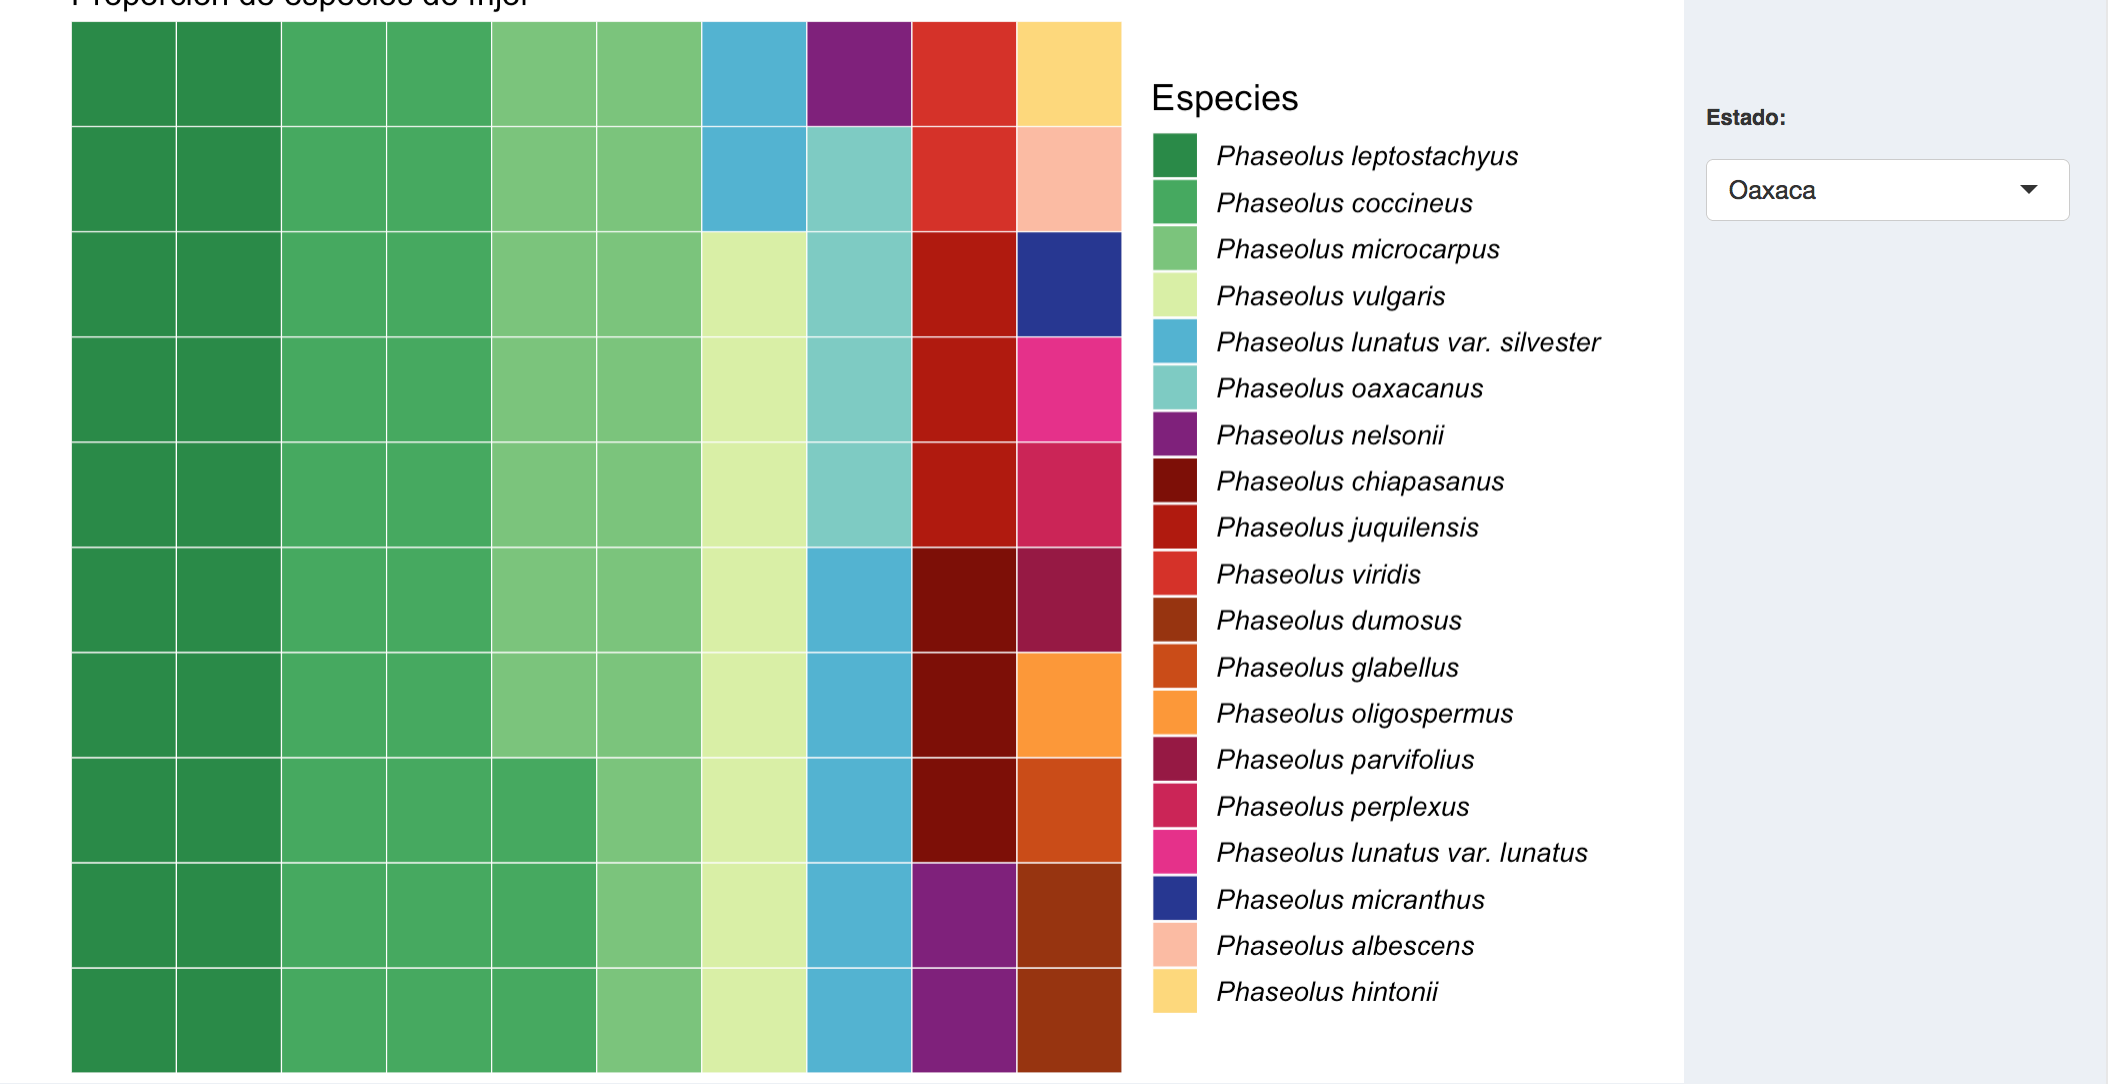 Especies
Phaseolus leptostachyus
Phaseolus coccineus
Phaseolus microcarpus
Phaseolus vulgaris
Phaseolus lunatus var. silvester
Phaseolus oaxacanus
Phaseolus nelsonii
Phaseolus chiapasanus
Phaseolus juquilensis
Phaseolus viridis
Phaseolus dumosus
Phaseolus glabellus
Phaseolus oligospermus
Phaseolus parvifolius
Phaseolus perplexus
Phaseolus lunatus var. lunatus
Phaseolus micranthus
Phaseolus albescens
Phaseolus hintonii
Estado:
Oaxaca